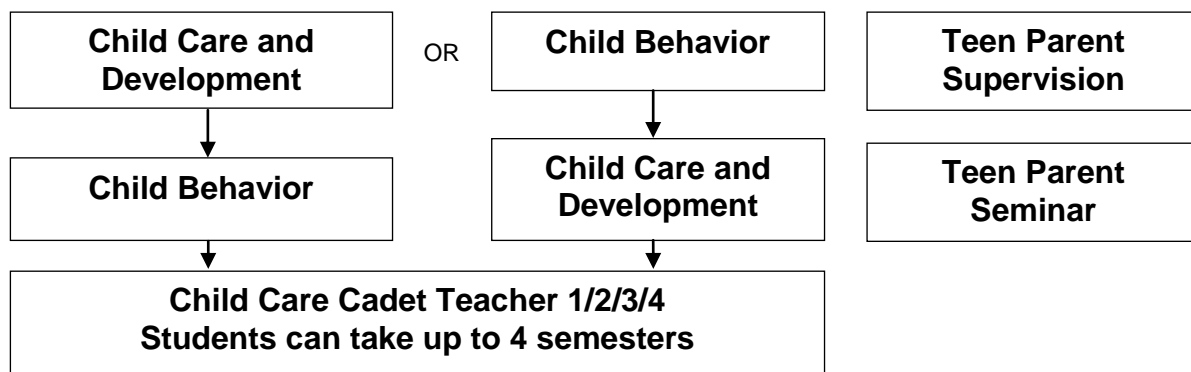 Child Care and
Development
OR
Child Behavior
Teen Parent
Supervision
Child Behavior
Child Care and
Development
Teen Parent
Seminar
Child Care Cadet Teacher 1/2/3/4
Students can take up to 4 semesters